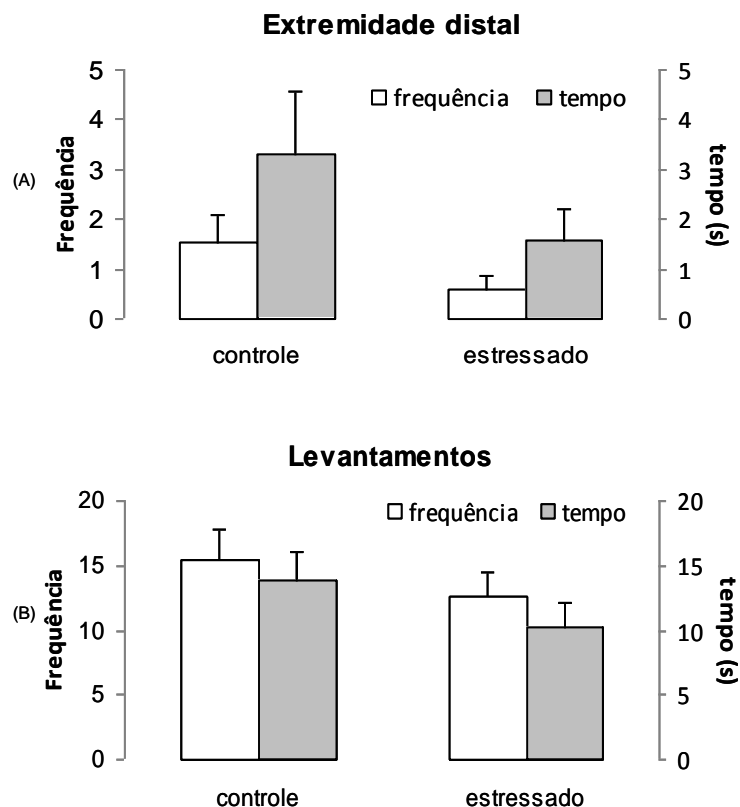 Extremidade distal
(A)
Frequência
5
4
3
2
1
0
frequência tempo
5
4
3
2
1
0
tempo (s)
controle estressado
Levantamentos
(B)
Frequência
20
15
10
5
0
frequência tempo
20
15
10
5
0
tempo (s)
controle estressado